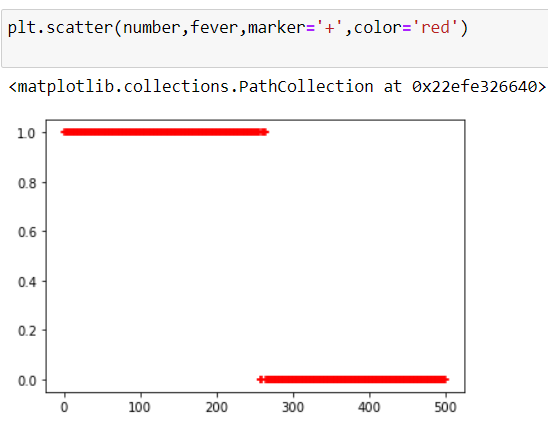 plt.scatter(number,fever,marker='+',color='red')
<matplotlib.collections.PathCollection at 0x22efe326640>
1.0
0.8
0.6
0.4
0.2
0.0
0 100 200 300 400 500